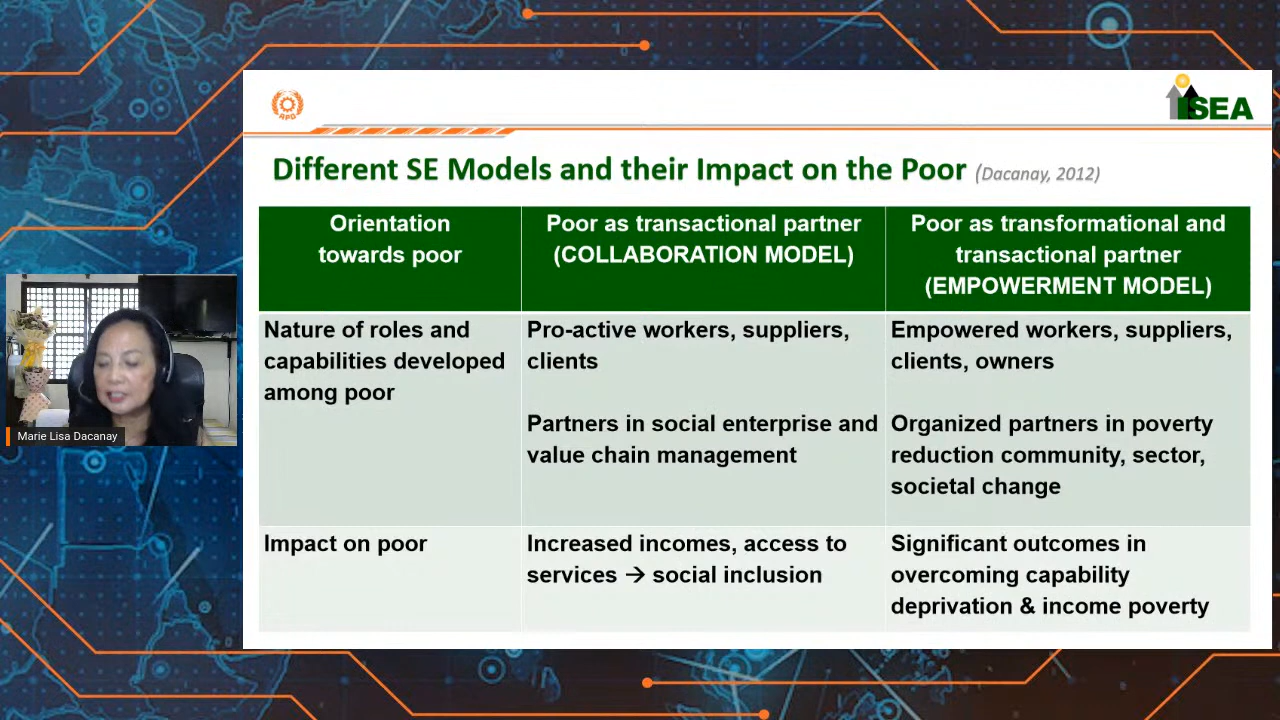 APO
iSEA
Different SE Models and their Impact on the Poor (Dacanay, 2012)
Orientation
towards poor
Poor as transactional partner
(COLLABORATION MODEL)
Poor as transformational and
transactional partner
(EMPOWERMENT MODEL)
Nature of roles and
capabilities developed
among poor
Pro-active workers, suppliers,
clients
Partners in social enterprise and
value chain management
Empowered workers, suppliers,
clients, owners
Organized partners in poverty
reduction community, sector,
societal change
Impact on poor
Increased incomes, access to
services → social inclusion
Significant outcomes in
overcoming capability
deprivation & income poverty
Marie Lisa Dacanay